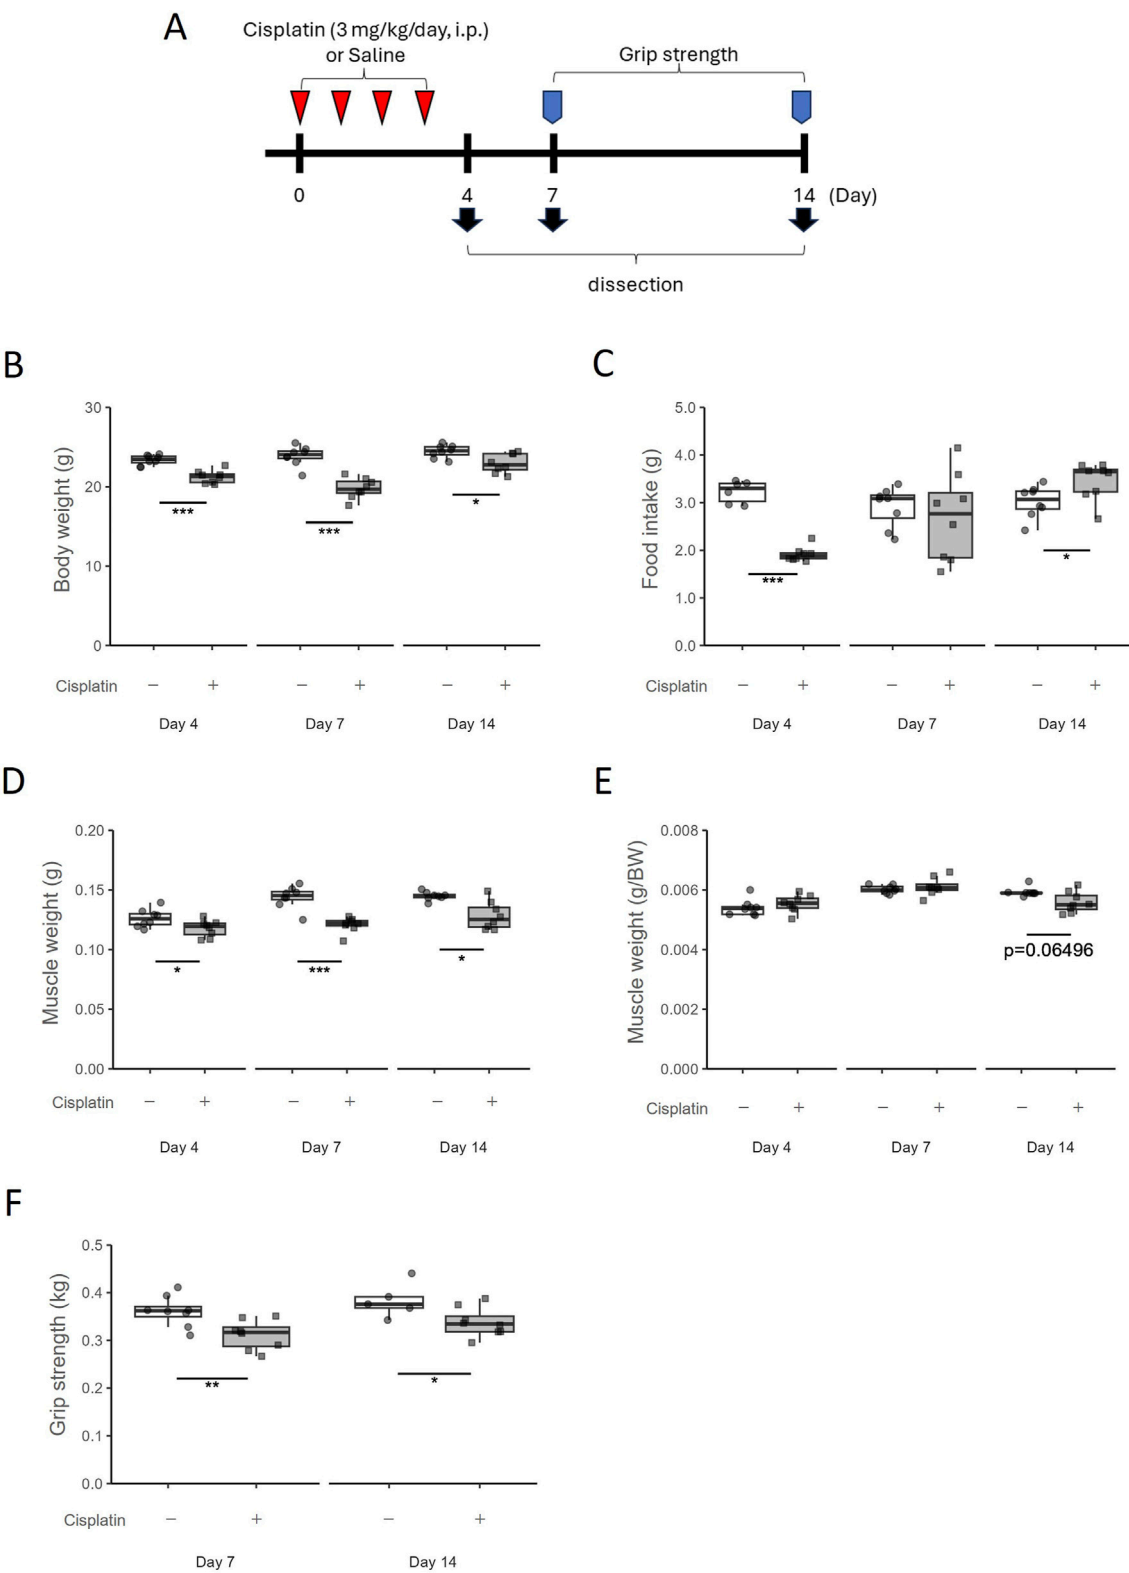 A
Cisplatin (3 mg/kg/day, i.p.)
or Saline
Grip strength
0 4 7 14 (Day)
dissection
B
Body weight (g)
30
20
10
0
***
***
*
Cisplatin − + − + − +
Day 4 Day 7 Day 14
C
Food intake (g)
5.0
4.0
3.0
2.0
1.0
0.0
***
*
Cisplatin − + − + − +
Day 4 Day 7 Day 14
D
Muscle weight (g)
0.20
0.15
0.10
0.05
0.00
*
***
*
Cisplatin − + − + − +
Day 4 Day 7 Day 14
E
Muscle weight (g/BW)
0.008
0.006
0.004
0.002
0.000
p=0.06496
Cisplatin − + − + − +
Day 4 Day 7 Day 14
F
Grip strength (kg)
0.5
0.4
0.3
0.2
0.1
0.0
**
*
Cisplatin − + − +
Day 7 Day 14